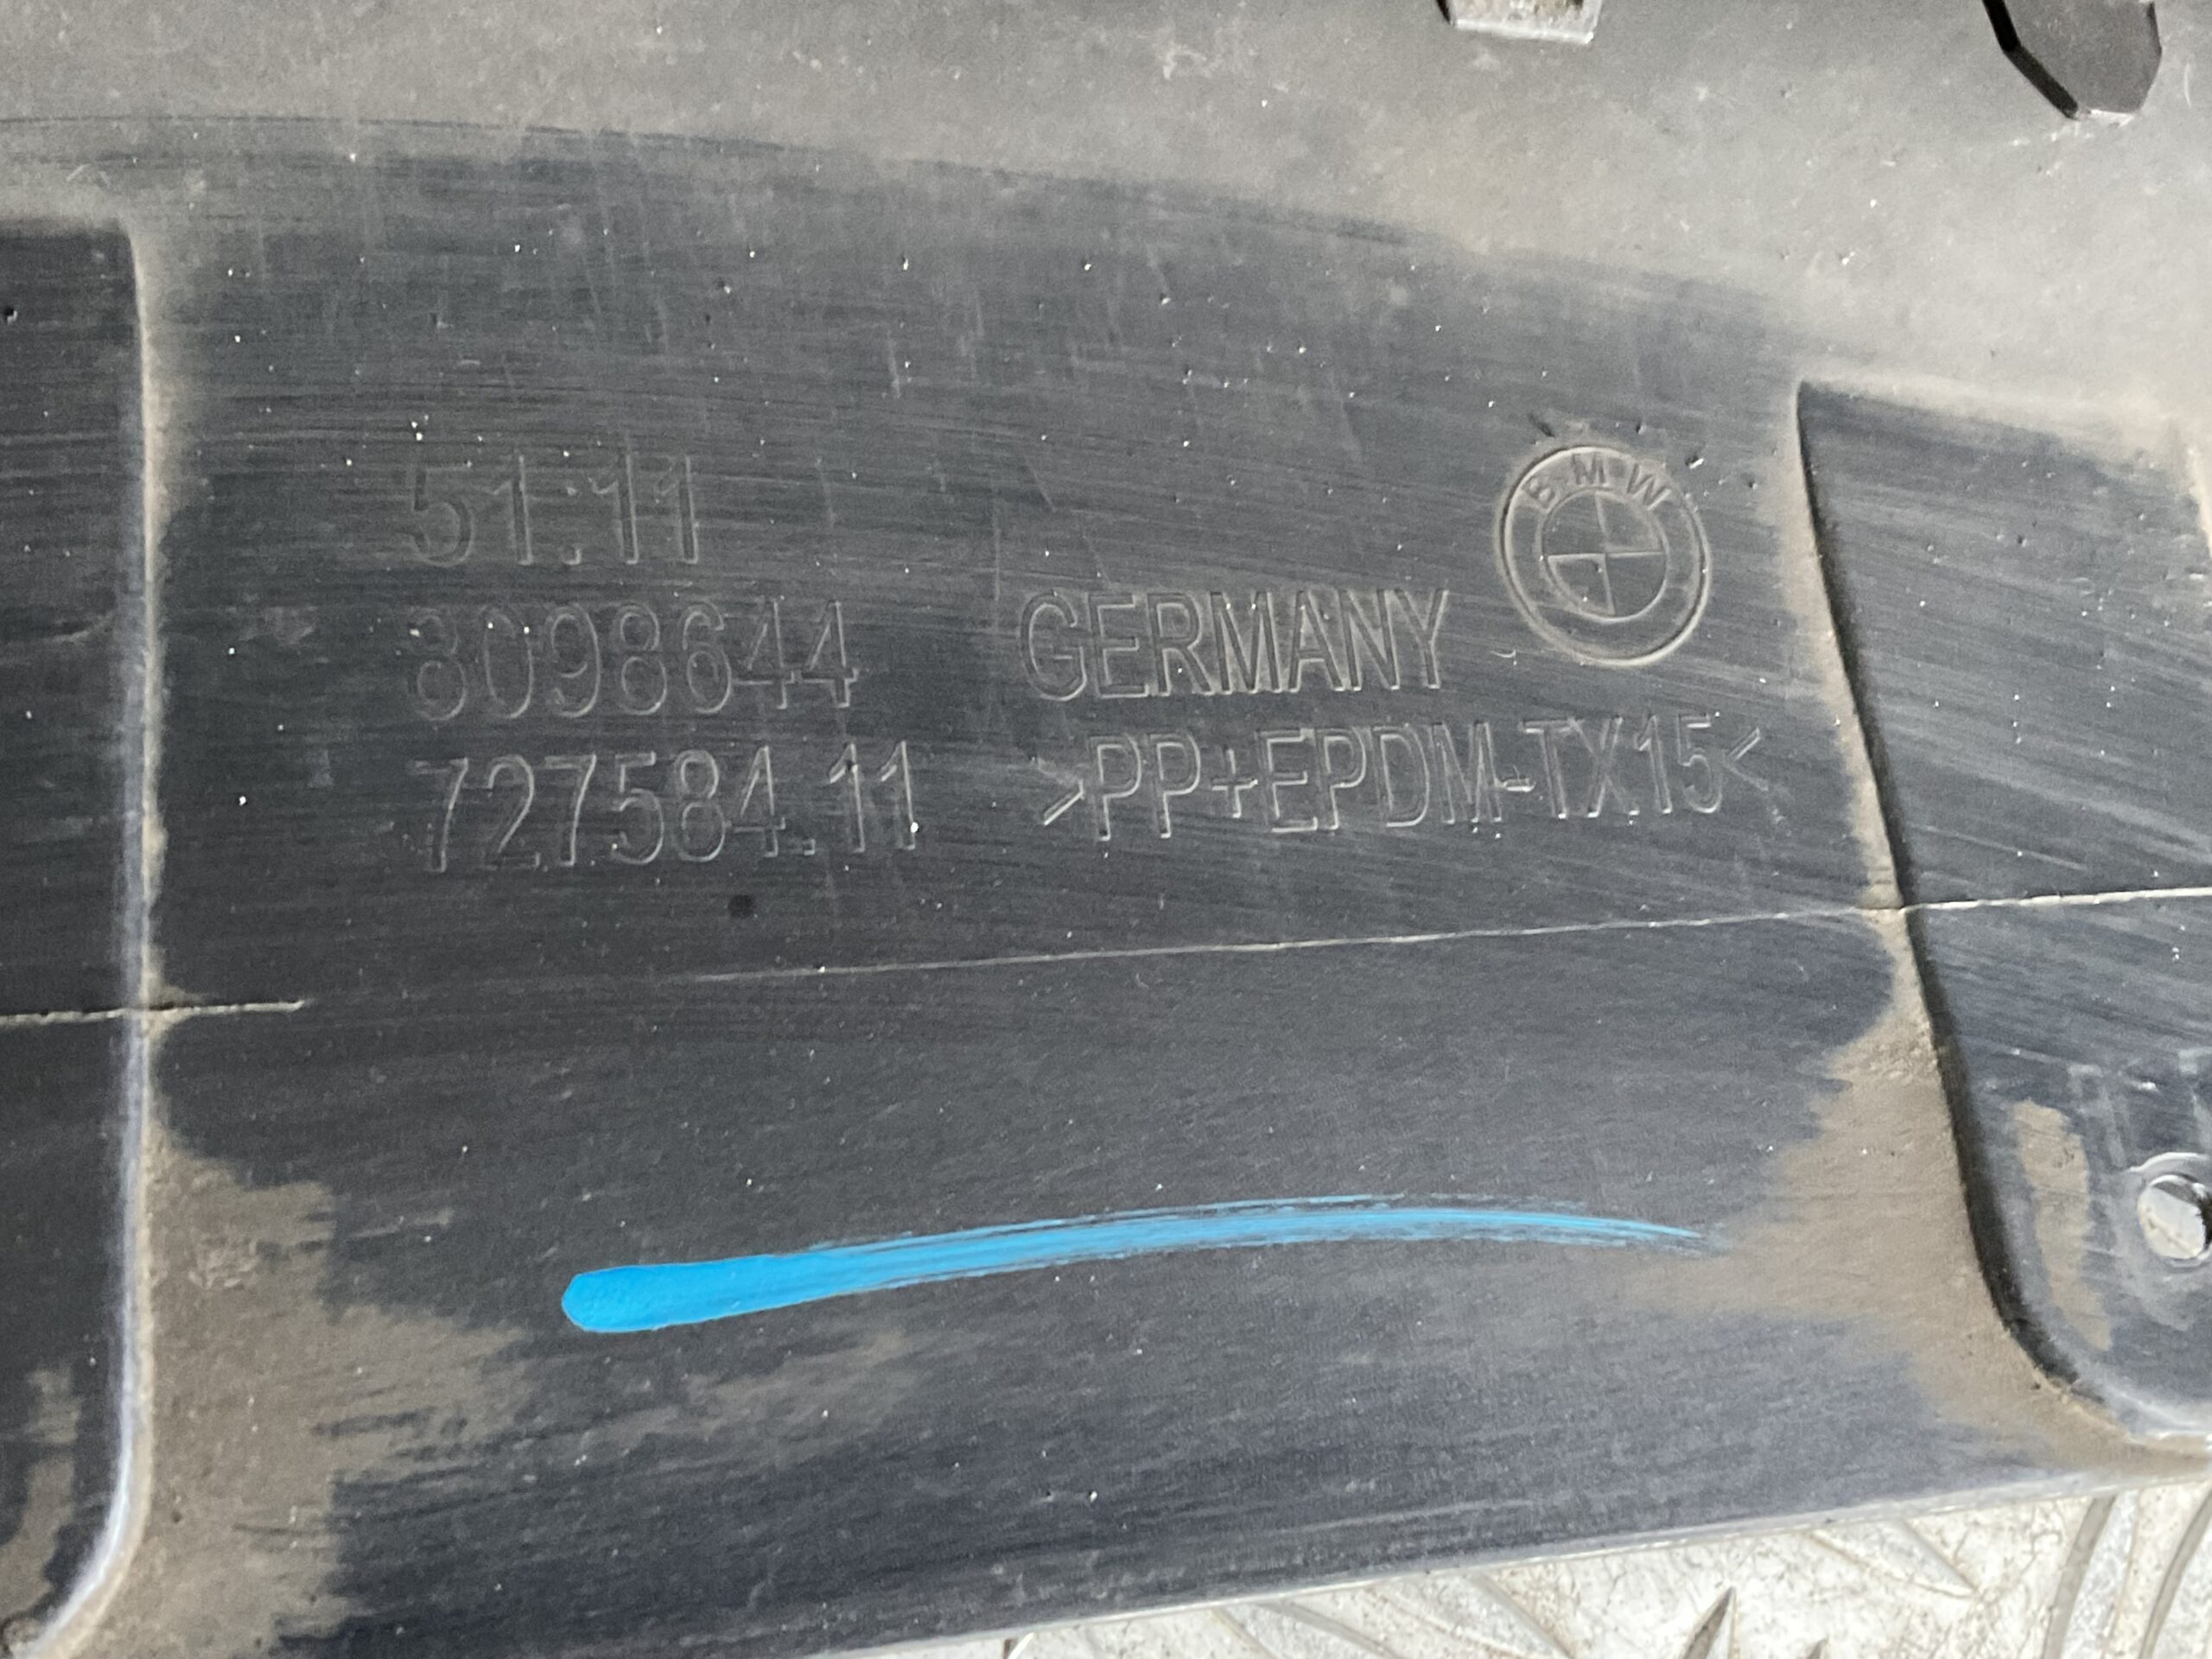 51.11
8098644
727584.11
BMW
GERMANY
>PP+EPDM-TX15<